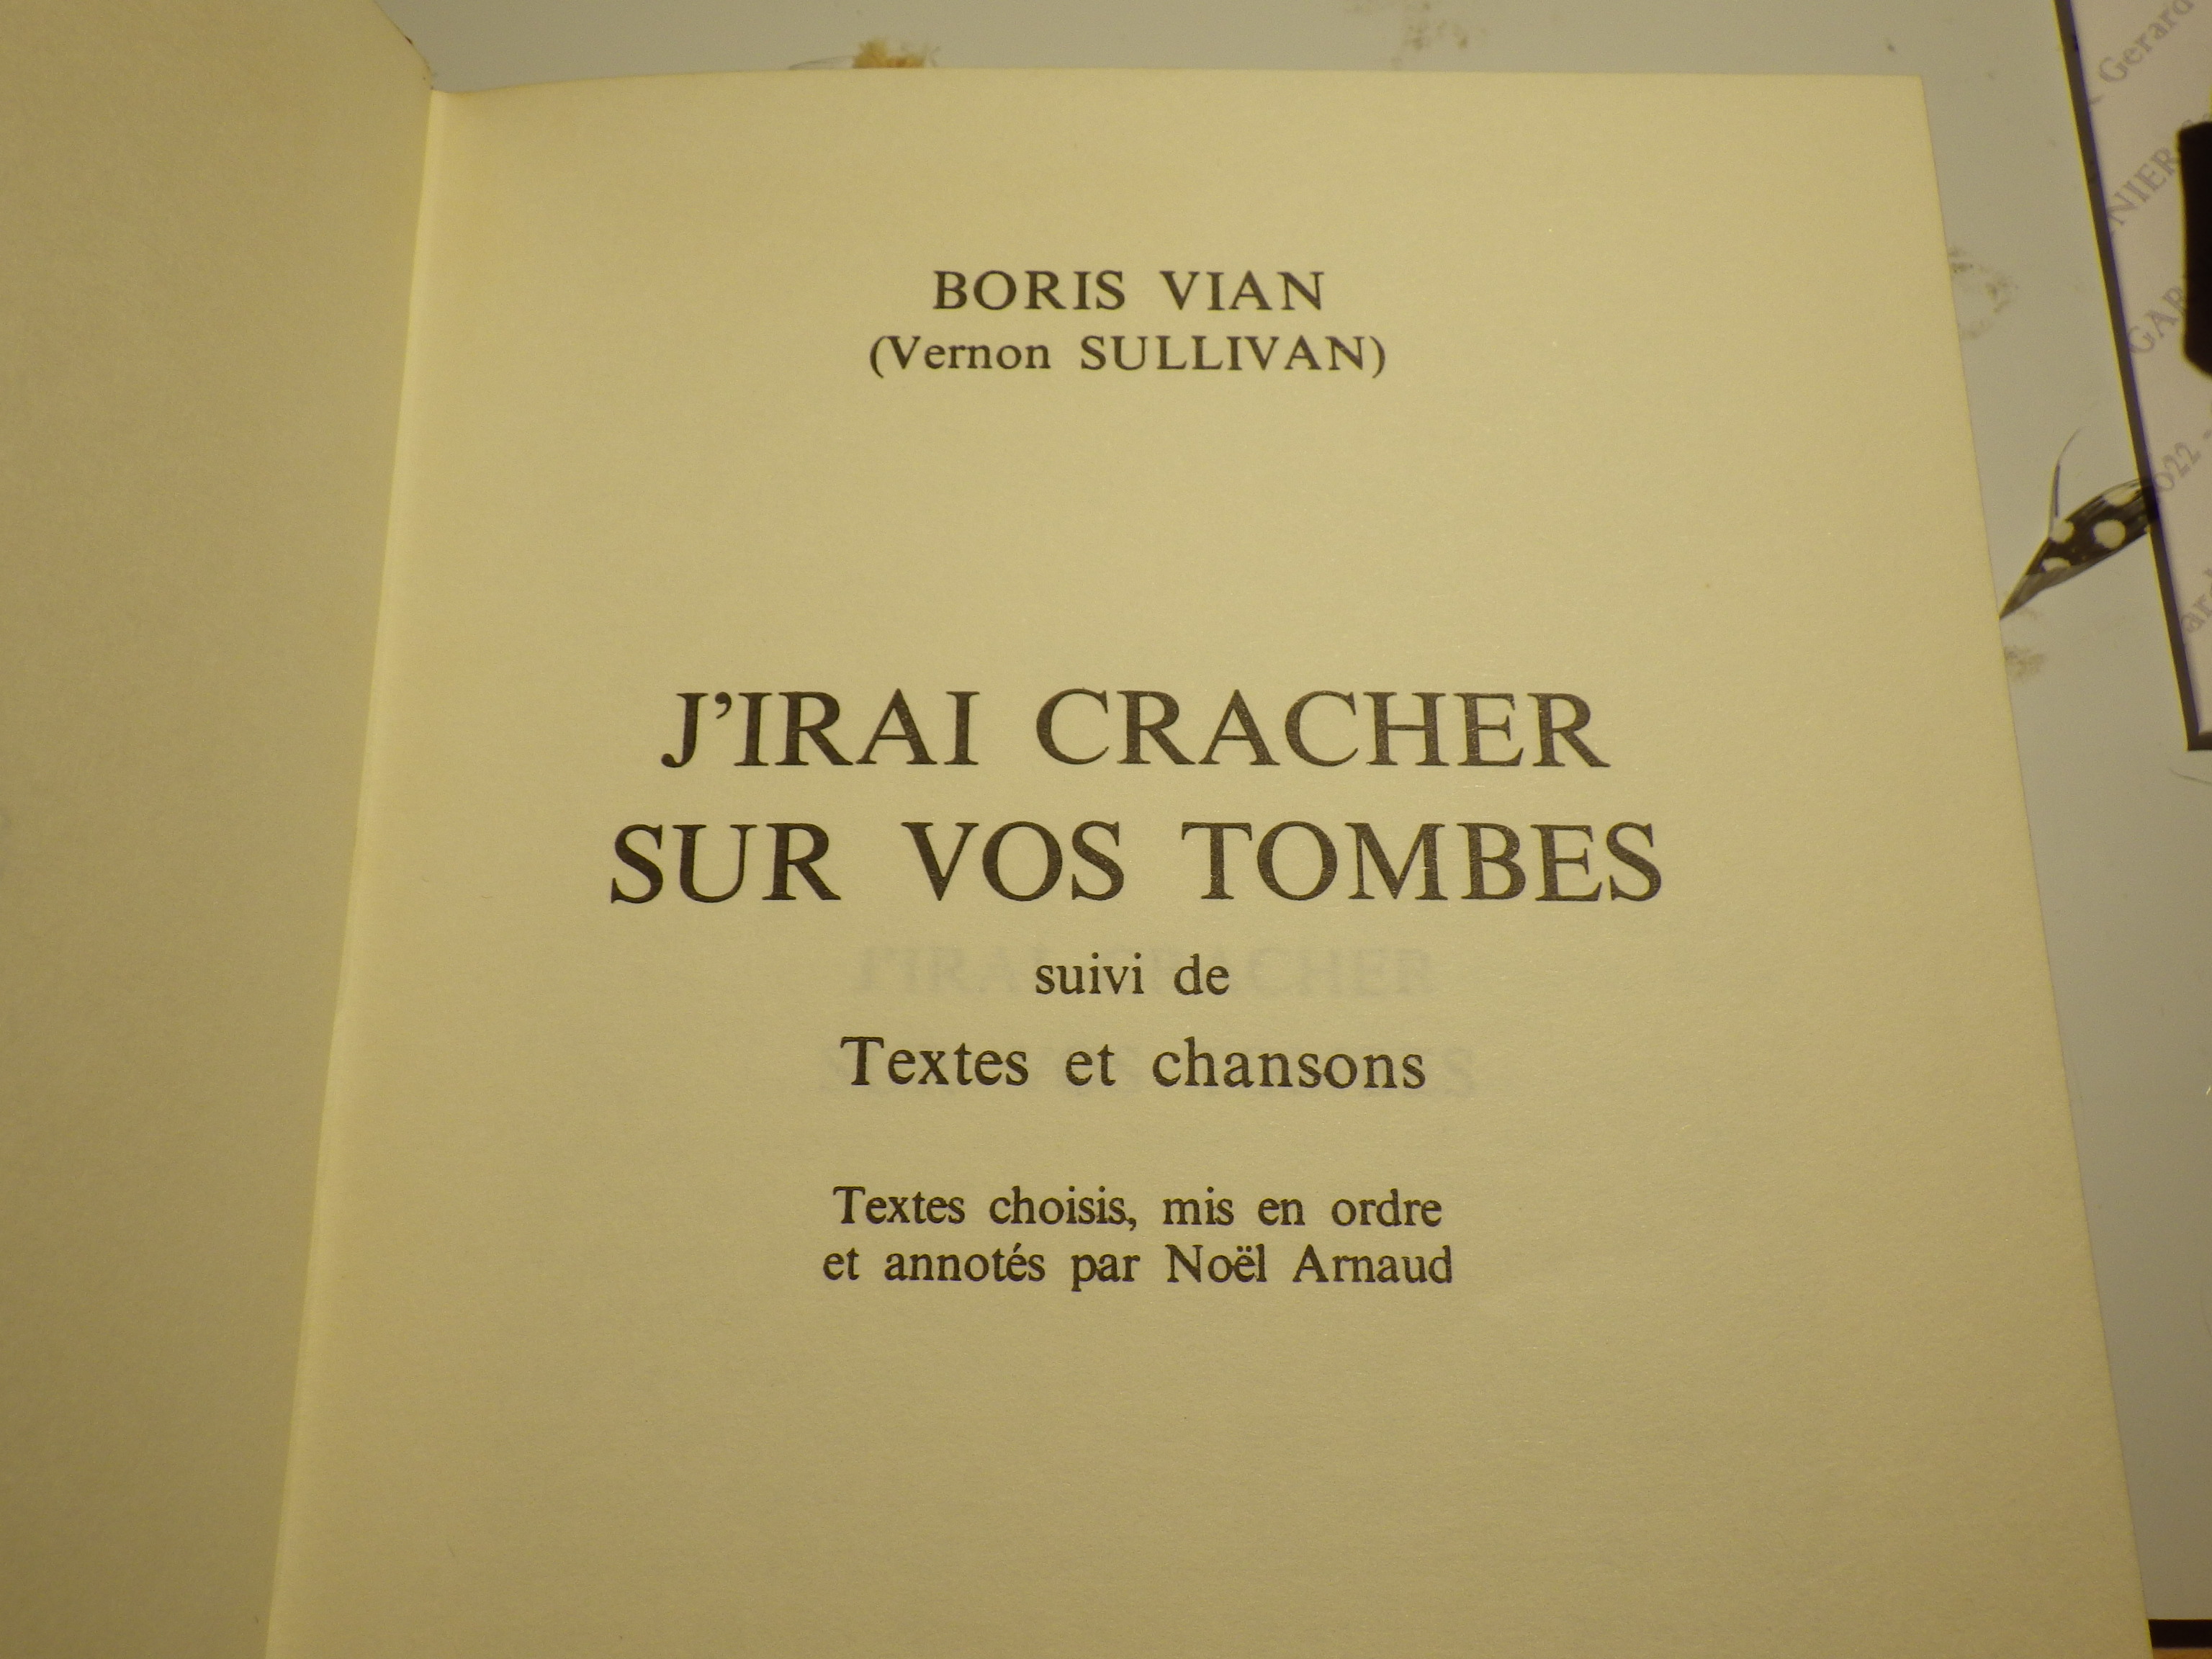 BORIS VIAN
(Vernon SULLIVAN)
J'IRAI CRACHER
SUR VOS TOMBES
suivi de
Textes et chansons
Textes choisis, mis en ordre
et annotés par Noël Arnaud
Gerard